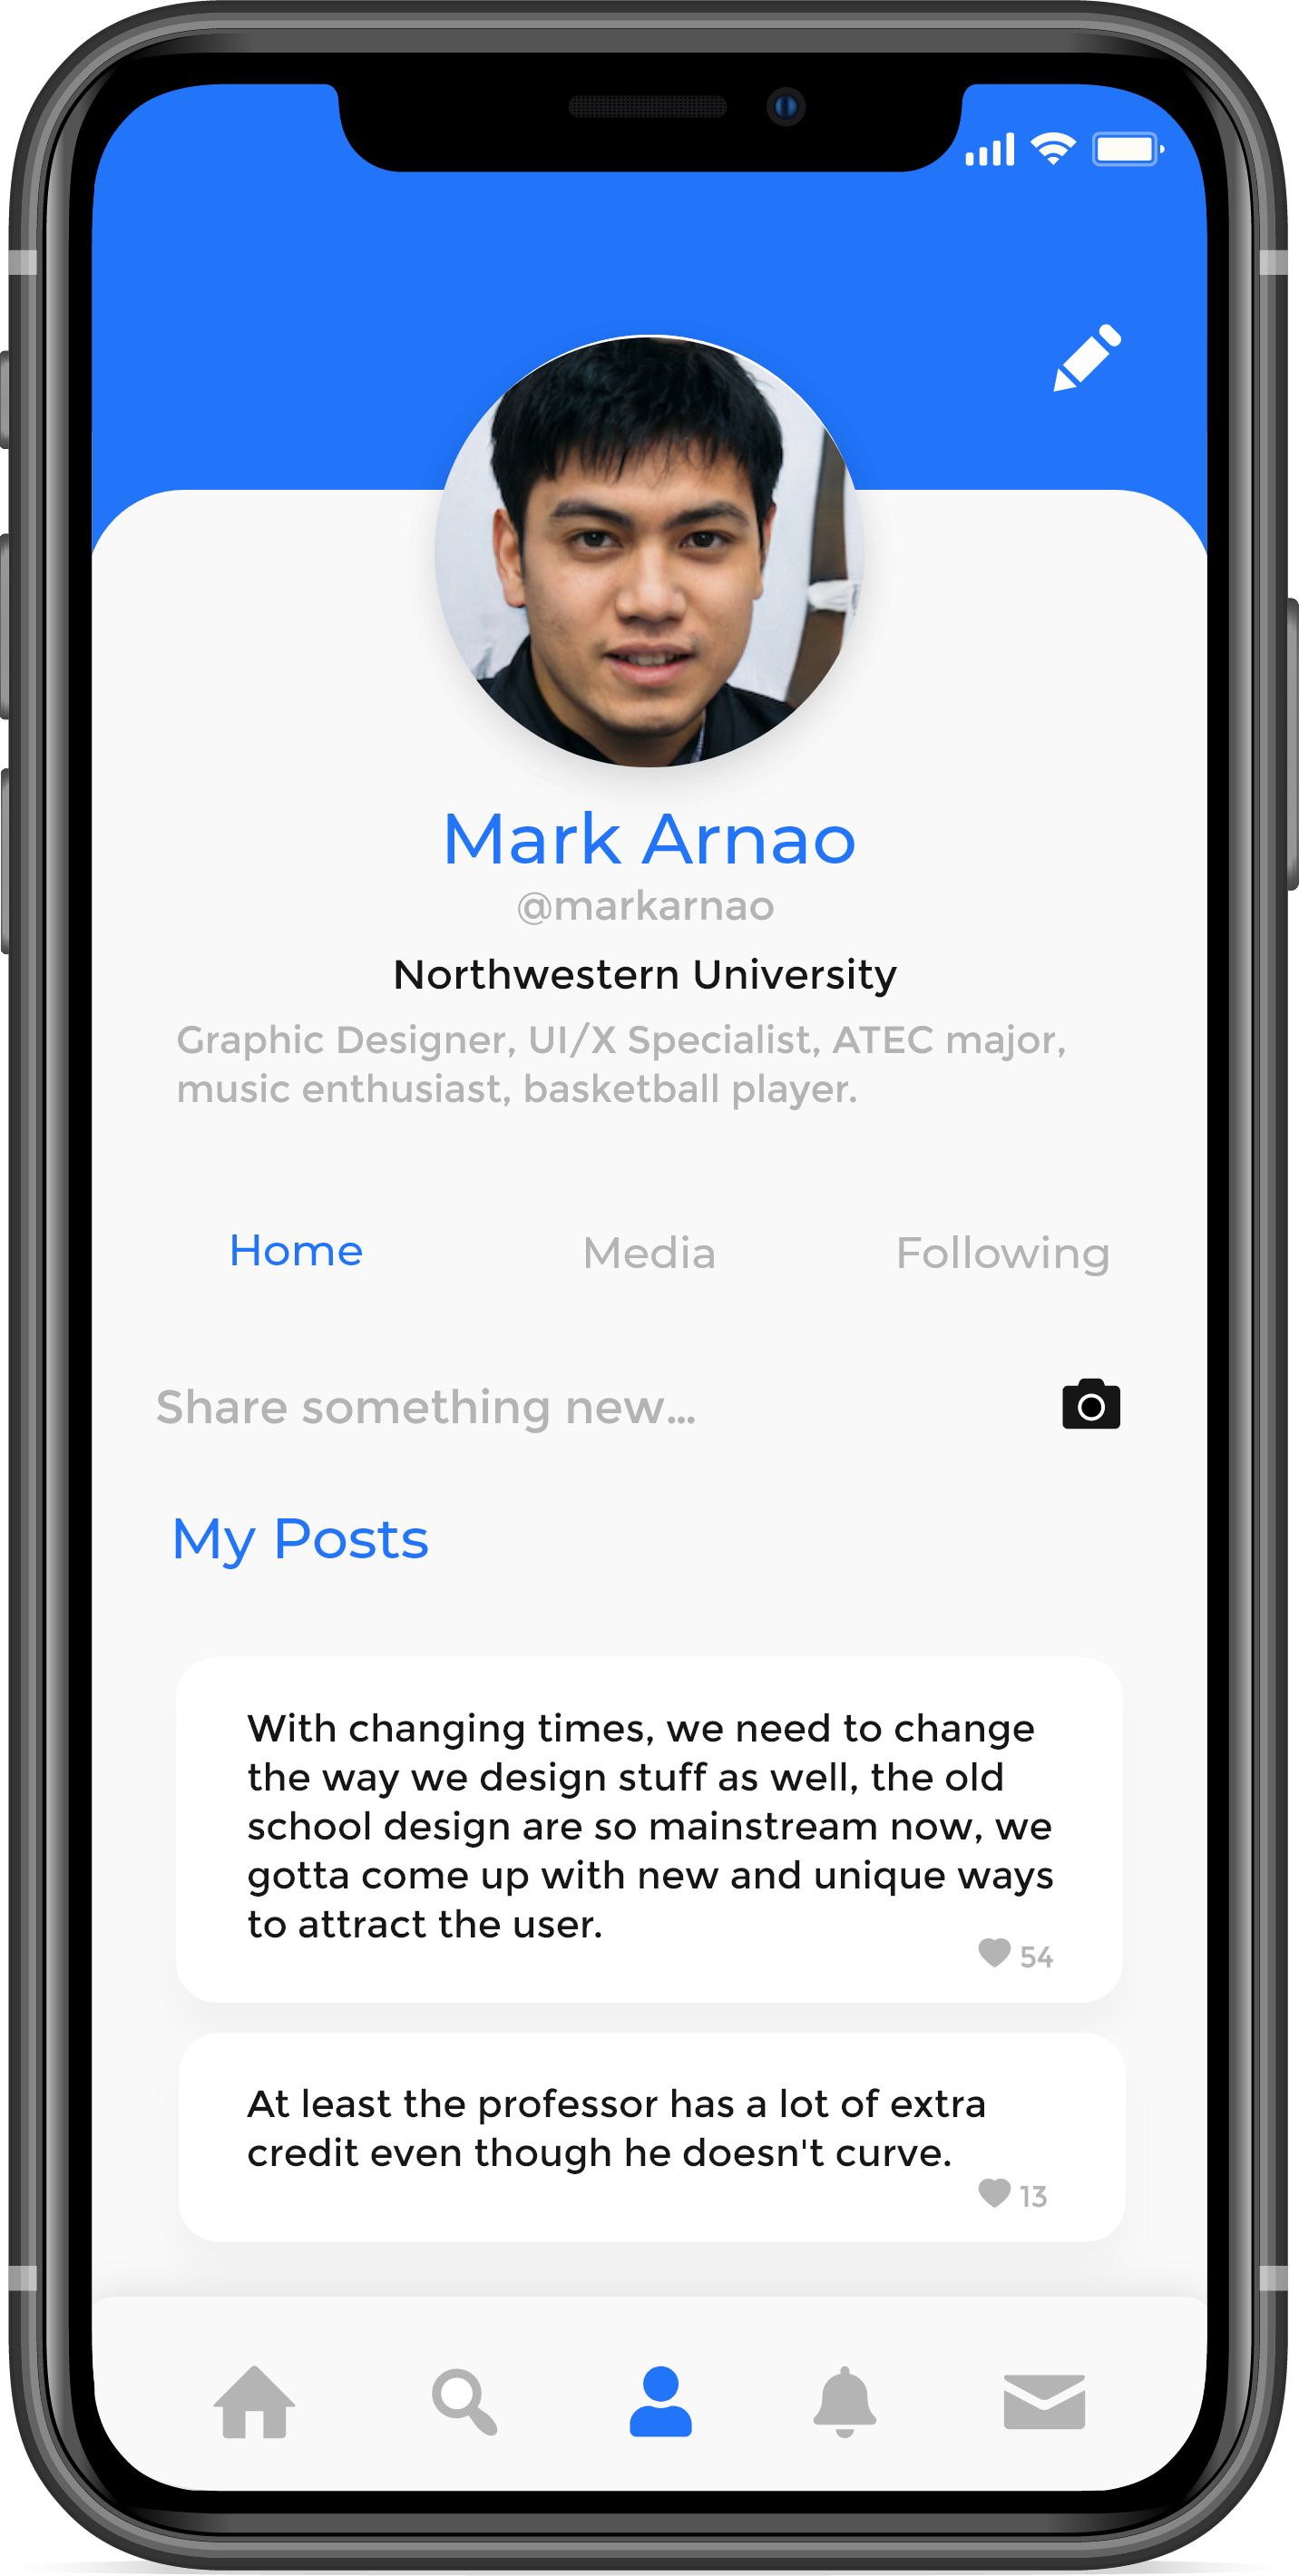 Mark Arnao
@markarnao
Northwestern University
Graphic Designer, UI/X Specialist, ATEC major,
music enthusiast, basketball player.
Home Media Following
Share something new...
My Posts
With changing times, we need to change
the way we design stuff as well, the old
school design are so mainstream now, we
gotta come up with new and unique ways
to attract the user.
54
At least the professor has a lot of extra
credit even though he doesn't curve.
13